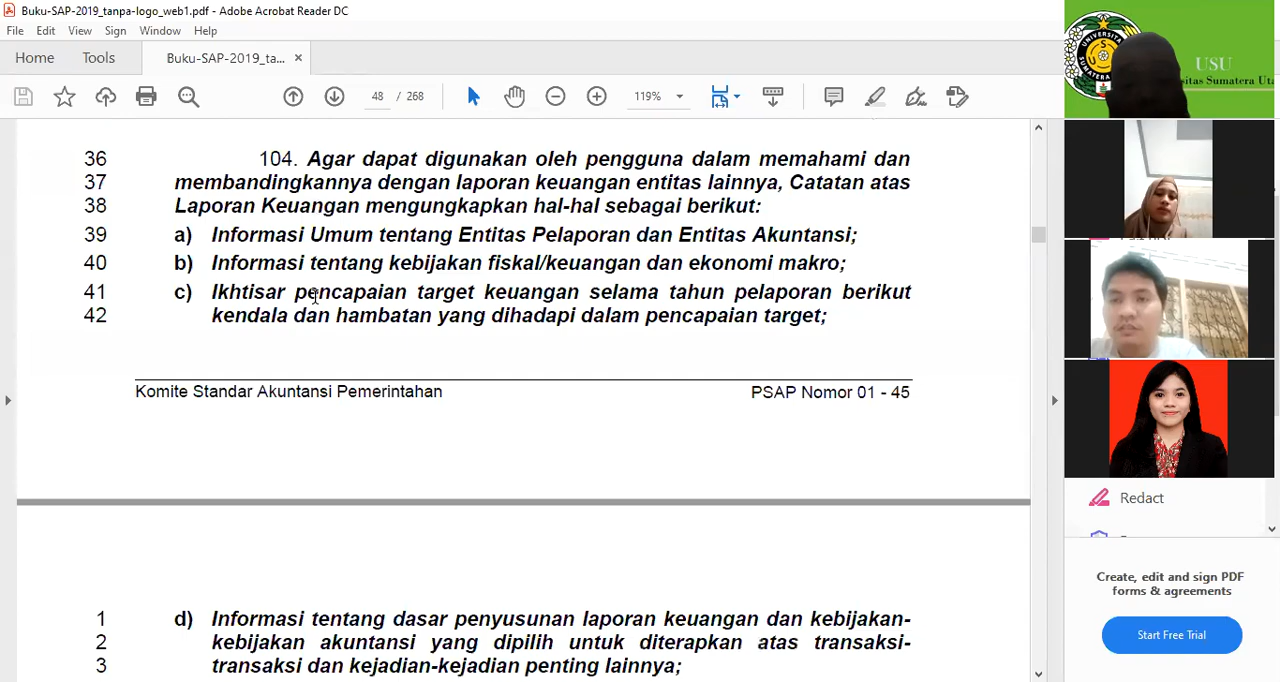 Buku-SAP-2019_tanpa-logo_web1.pdf - Adobe Acrobat Reader DC
File Edit View Sign Window Help
Home Tools Buku-SAP-2019_ta... ×
48 / 268 119%
36 104. Agar dapat digunakan oleh pengguna dalam memahami dan
37 membandingkannya dengan laporan keuangan entitas lainnya, Catatan atas
38 Laporan Keuangan mengungkapkan hal-hal sebagai berikut:
39 a) Informasi Umum tentang Entitas Pelaporan dan Entitas Akuntansi;
40 b) Informasi tentang kebijakan fiskal/keuangan dan ekonomi makro;
41 c) Ikhtisar pencapaian target keuangan selama tahun pelaporan berikut
42 kendala dan hambatan yang dihadapi dalam pencapaian target;
Komite Standar Akuntansi Pemerintahan PSAP Nomor 01 - 45
1 d) Informasi tentang dasar penyusunan laporan keuangan dan kebijakan-
2 kebijakan akuntansi yang dipilih untuk diterapkan atas transaksi-
3 transaksi dan kejadian-kejadian penting lainnya;
USU
sitas Sumatera Uta
Redact
Create, edit and sign PDF
forms & agreements
Start Free Trial